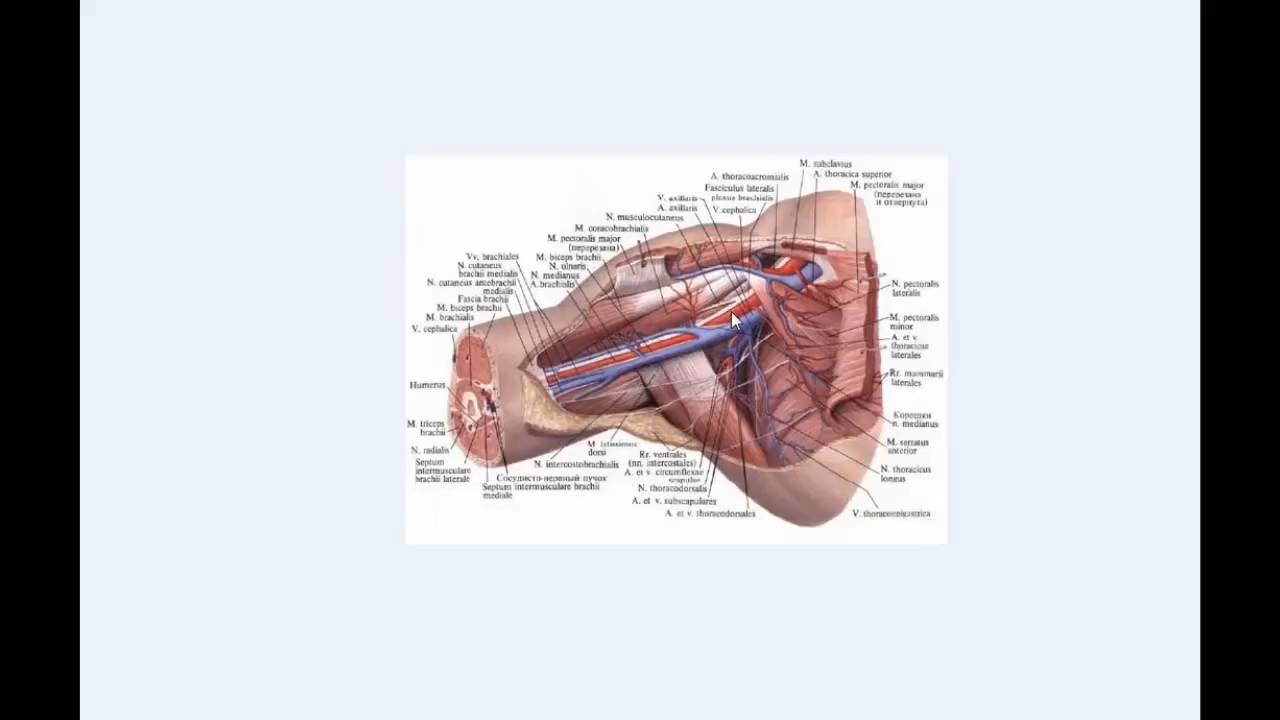 M. subclavius
A. thoracoacromialis
A. thoracica superior
Fasciculus lateralis
plexus brachialis
M. pectoralis major
(перерезана
и отвернута)
V. axillaris
A. axillaris
V. cephalica
N. musculocutaneus
M. coracobrachialis
M. pectoralis major
(перерезана)
M. biceps brachii
N. ulnaris
N. medianus
A. brachialis
Vv. brachiales
N. cutaneus
brachii medialis
N. cutaneus antebrachii
medialis
Fascia brachii
M. biceps brachii
M. brachialis
V. cephalica
Humerus
M. triceps
brachii
N. radialis
Septum
intermusculare
brachii laterale
Сосудисто-нервный пучок
Septum intermusculare brachii
mediale
N. intercostobrachialis
M. latissimus
dorsi
Rr. ventrales
(nn. intercostales)
A. et v. circumflexae
scapulae
N. thoracodorsalis
A. et v. subscapulares
A. et v. thoracodorsales
N. pectoralis
lateralis
M. pectoralis
minor
A. et v.
thoracicae
laterales
Rr. mammarii
laterales
Корешки
n. medianus
M. serratus
anterior
N. thoracicus
longus
V. thoracoepigastrica